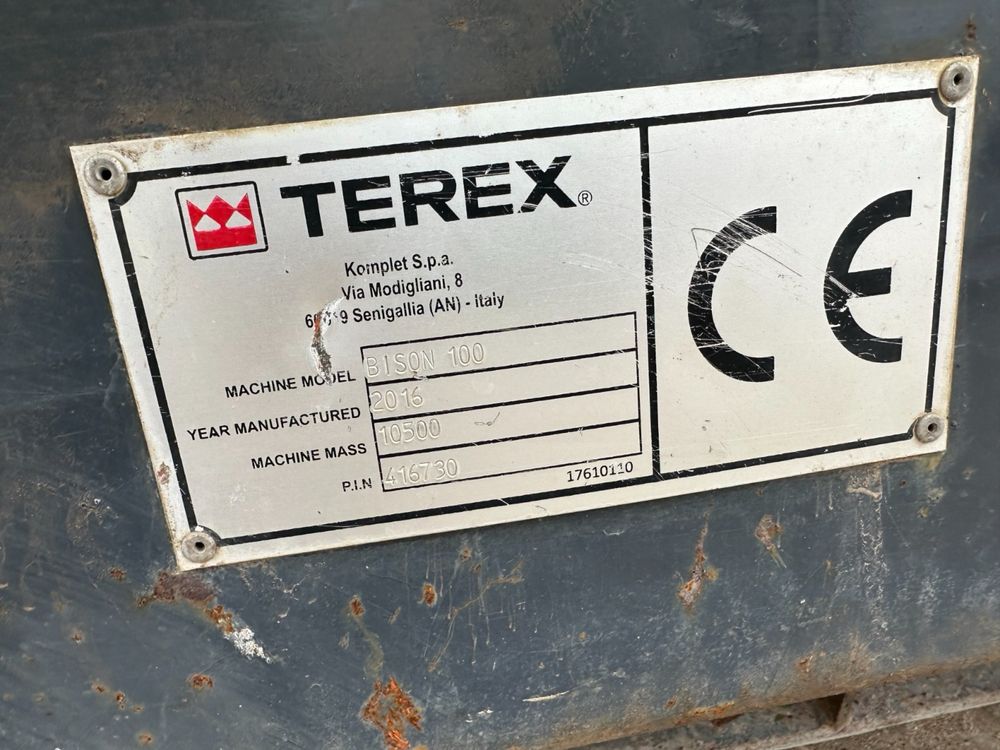 TEREX®
Komplet S.p.a.
Via Modigliani, 8
Senigallia (AN) - Italy
MACHINE MODEL BISON 100
YEAR MANUFACTURED 2016
MACHINE MASS 10500
P.I.N 416730
17610110
CE